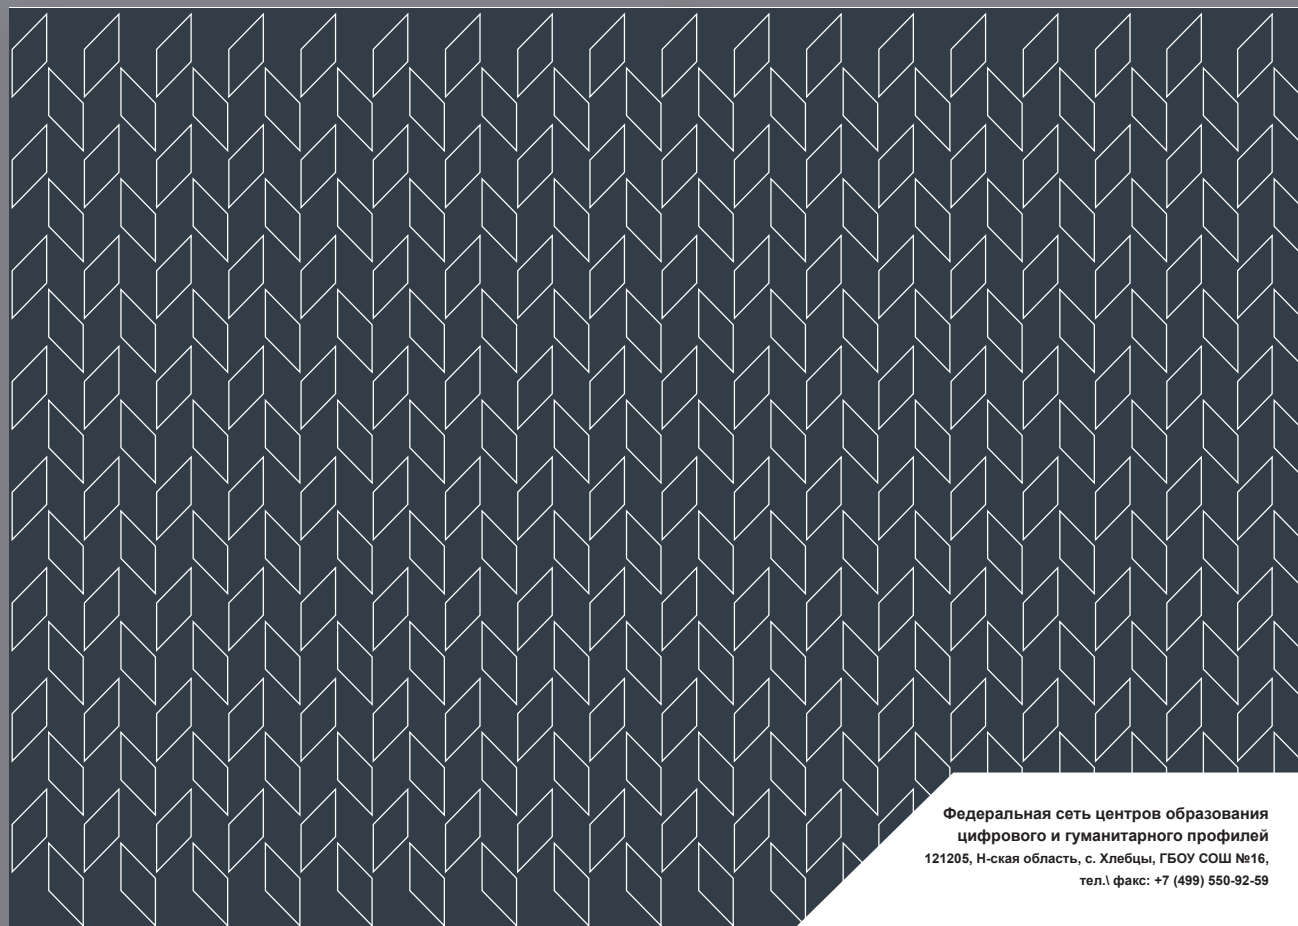 Федеральная сеть центров образования
цифрового и гуманитарного профилей
121205, Н-ская область, с. Хлебцы, ГБОУ СОШ №16,
тел.\ факс: +7 (499) 550-92-59